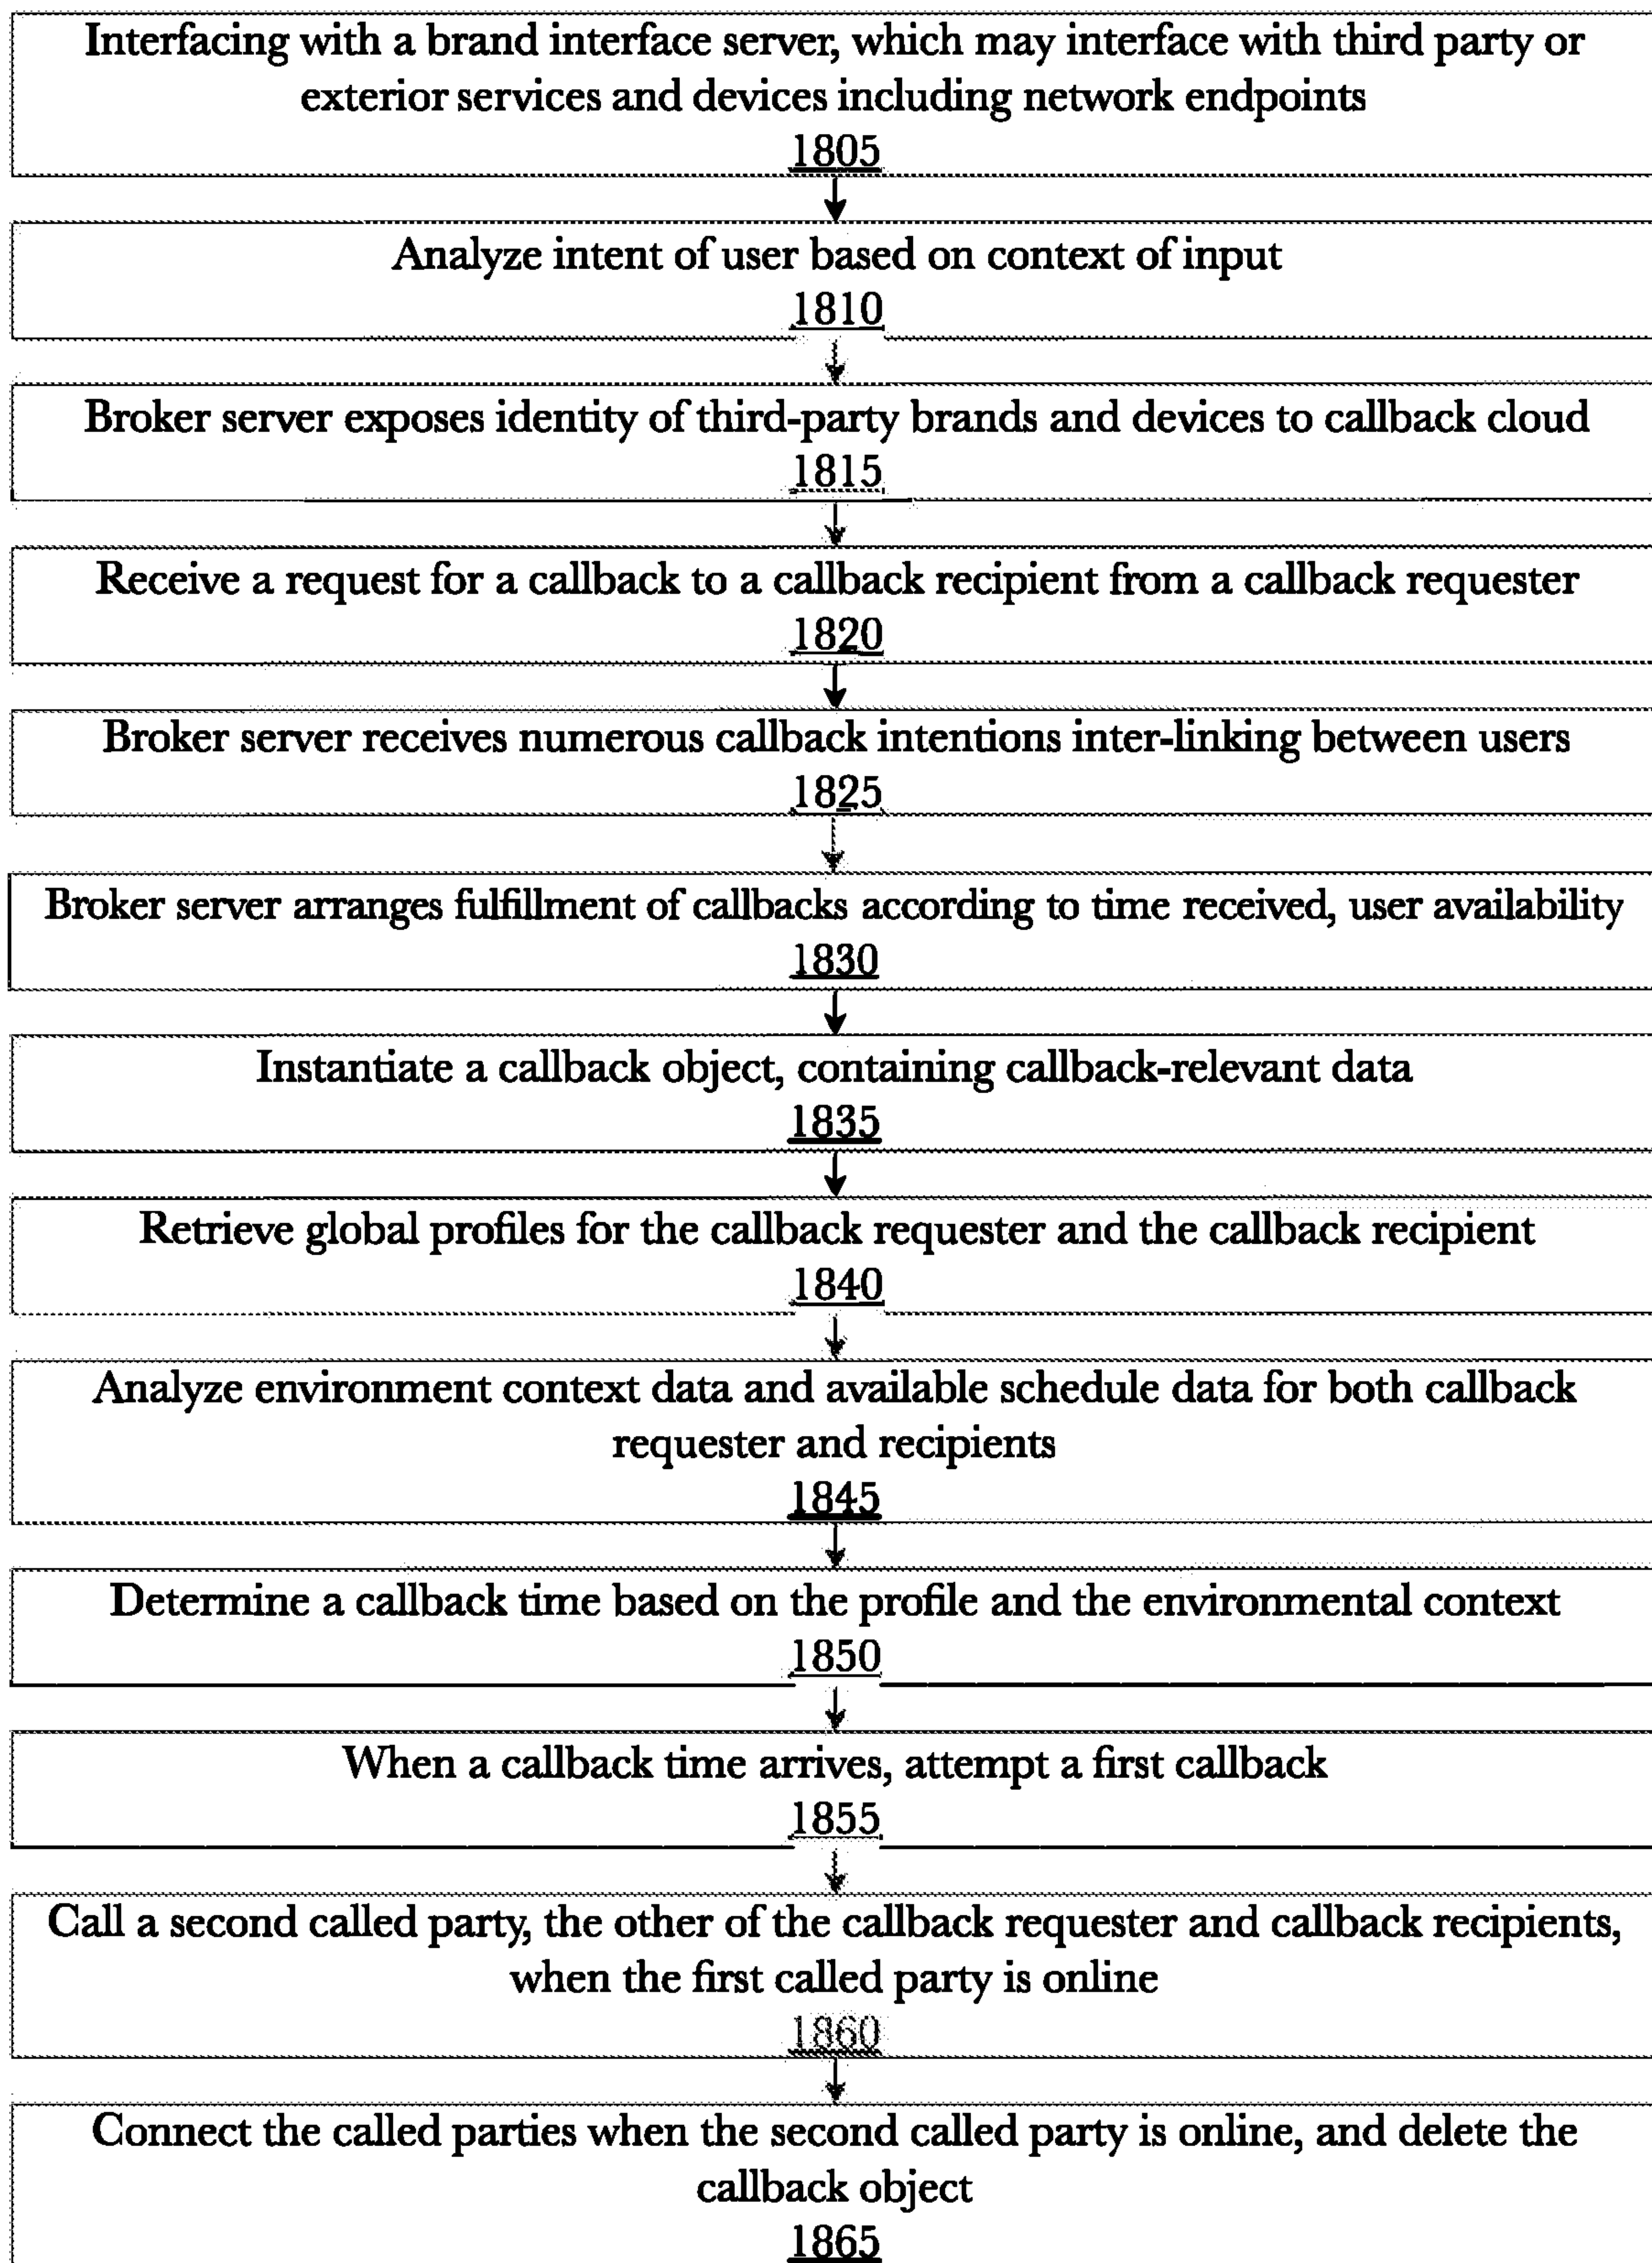 Interfacing with a brand interface server, which may interface with third party or
exterior services and devices including network endpoints
1805
Analyze intent of user based on context of input
1810
Broker server exposes identity of third-party brands and devices to callback cloud
1815
Receive a request for a callback to a callback recipient from a callback requester
1820
Broker server receives numerous callback intentions inter-linking between users
1825
Broker server arranges fulfillment of callbacks according to time received, user availability
1830
Instantiate a callback object, containing callback-relevant data
1835
Retrieve global profiles for the callback requester and the callback recipient
1840
Analyze environment context data and available schedule data for both callback
requester and recipients
1845
Determine a callback time based on the profile and the environmental context
1850
When a callback time arrives, attempt a first callback
1855
Call a second called party, the other of the callback requester and callback recipients,
when the first called party is online
1860
Connect the called parties when the second called party is online, and delete the
callback object
1865